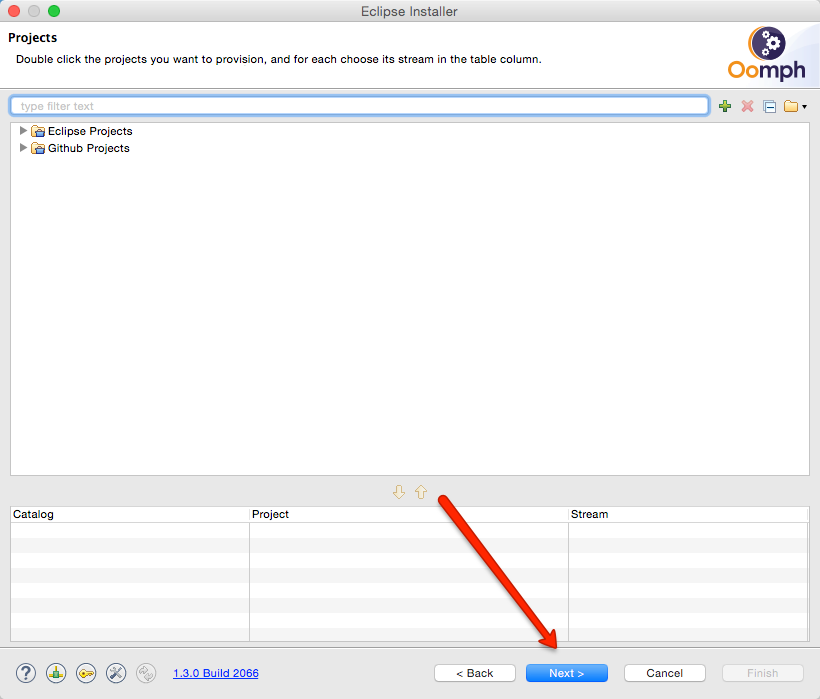 Eclipse Installer
Projects
Double click the projects you want to provision, and for each choose its stream in the table column.
Oomph
type filter text
Eclipse Projects
Github Projects
Catalog Project Stream
? 1.3.0 Build 2066 < Back Next > Cancel Finish